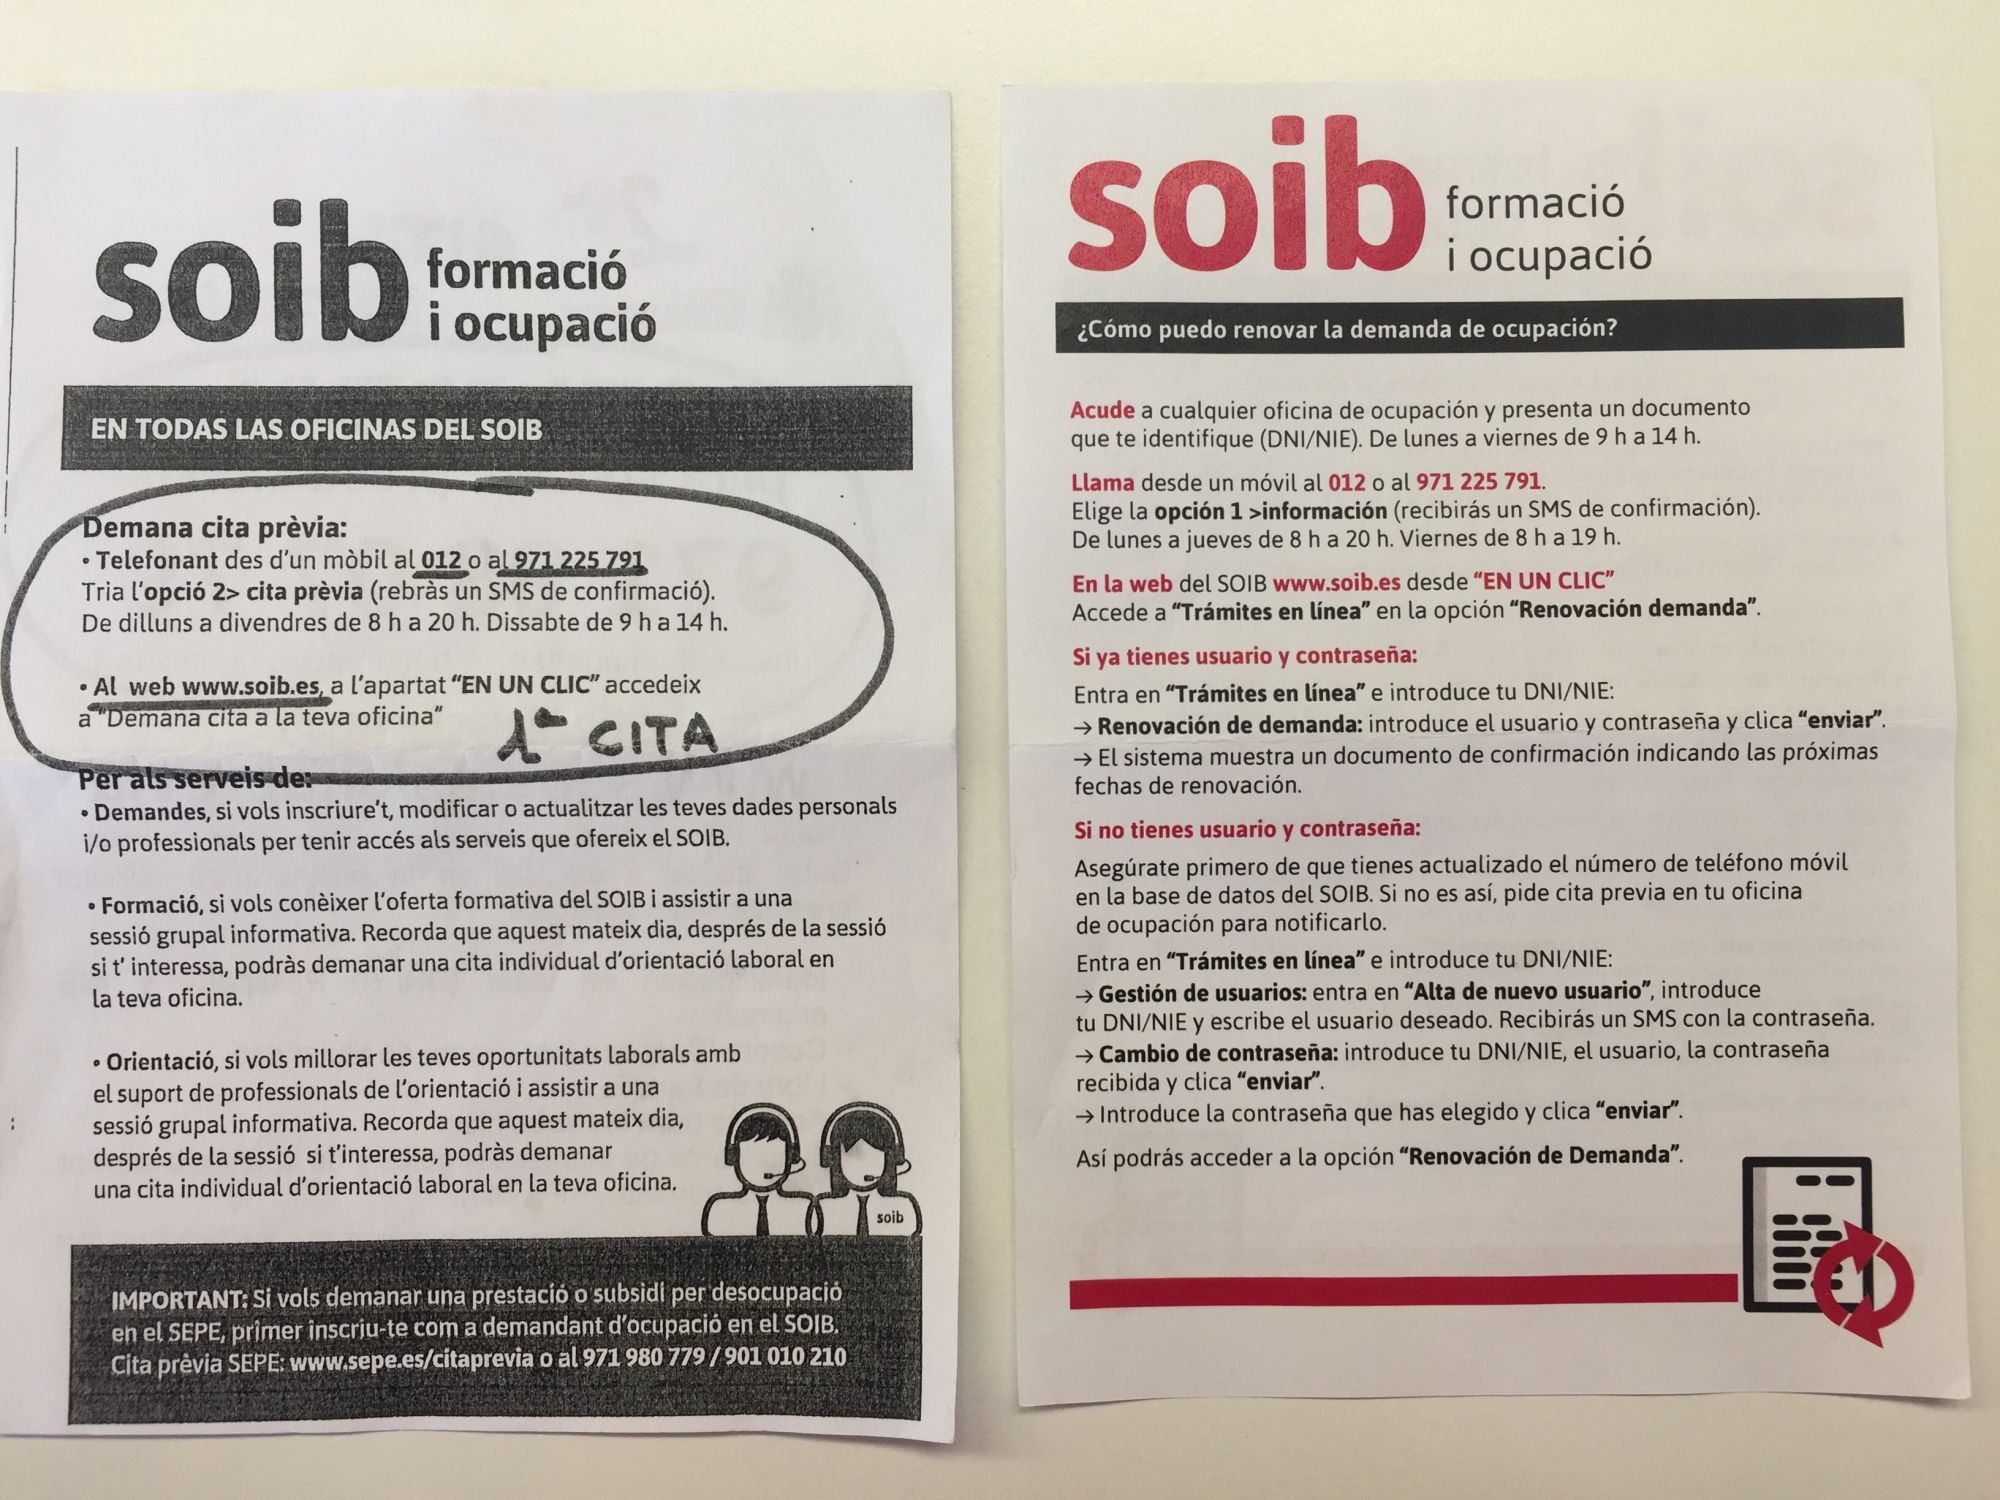 soib formació
i ocupació
EN TODAS LAS OFICINAS DEL SOIB
Demana cita prèvia:
• Telefonant des d'un mòbil al 012 o al 971 225 791
Tria l'opció 2> cita prèvia (rebràs un SMS de confirmació).
De dilluns a divendres de 8 h a 20 h. Dissabte de 9 h a 14 h.
• Al web www.soib.es, a l'apartat "EN UN CLIC" accedeix
a "Demana cita a la teva oficina"
1ª CITA
Per als serveis de:
• Demandes, si vols inscriure't, modificar o actualitzar les teves dades personals
i/o professionals per tenir accés als serveis que ofereix el SOIB.
• Formació, si vols conèixer l'oferta formativa del SOIB i assistir a una
sessió grupal informativa. Recorda que aquest mateix dia, després de la sessió
si t' interessa, podràs demanar una cita individual d'orientació laboral en
la teva oficina.
• Orientació, si vols millorar les teves oportunitats laborals amb
el suport de professionals de l'orientació i assistir a una
sessió grupal informativa. Recorda que aquest mateix dia,
després de la sessió si t'interessa, podràs demanar
una cita individual d'orientació laboral en la teva oficina.
soib
IMPORTANT: Si vols demanar una prestació o subsidi per desocupació
en el SEPE, primer inscriu-te com a demandant d'ocupació en el SOIB.
Cita prèvia SEPE: www.sepe.es/citaprevia o al 971 980 779 / 901 010 210
soib formació
i ocupació
¿Cómo puedo renovar la demanda de ocupación?
Acude a cualquier oficina de ocupación y presenta un documento
que te identifique (DNI/NIE). De lunes a viernes de 9 h a 14 h.
Llama desde un móvil al 012 o al 971 225 791.
Elige la opción 1 >información (recibirás un SMS de confirmación).
De lunes a jueves de 8 h a 20 h. Viernes de 8 h a 19 h.
En la web del SOIB www.soib.es desde "EN UN CLIC"
Accede a "Trámites en línea" en la opción "Renovación demanda".
Si ya tienes usuario y contraseña:
Entra en "Trámites en línea" e introduce tu DNI/NIE:
→ Renovación de demanda: introduce el usuario y contraseña y clica "enviar".
→ El sistema muestra un documento de confirmación indicando las próximas
fechas de renovación.
Si no tienes usuario y contraseña:
Asegúrate primero de que tienes actualizado el número de teléfono móvil
en la base de datos del SOIB. Si no es así, pide cita previa en tu oficina
de ocupación para notificarlo.
Entra en "Trámites en línea" e introduce tu DNI/NIE:
→ Gestión de usuarios: entra en "Alta de nuevo usuario", introduce
tu DNI/NIE y escribe el usuario deseado. Recibirás un SMS con la contraseña.
→ Cambio de contraseña: introduce tu DNI/NIE, el usuario, la contraseña
recibida y clica "enviar".
→ Introduce la contraseña que has elegido y clica "enviar".
Así podrás acceder a la opción "Renovación de Demanda".